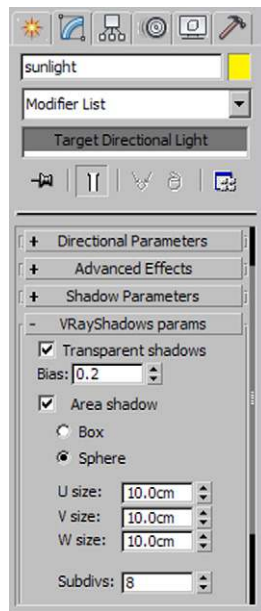 sunlight
Modifier List
Target Directional Light
+ Directional Parameters
+ Advanced Effects
+ Shadow Parameters
- VRayShadows params
Transparent shadows
Bias: 0.2
Area shadow
Box
Sphere
U size: 10.0cm
V size: 10.0cm
W size: 10.0cm
Subdivs: 8